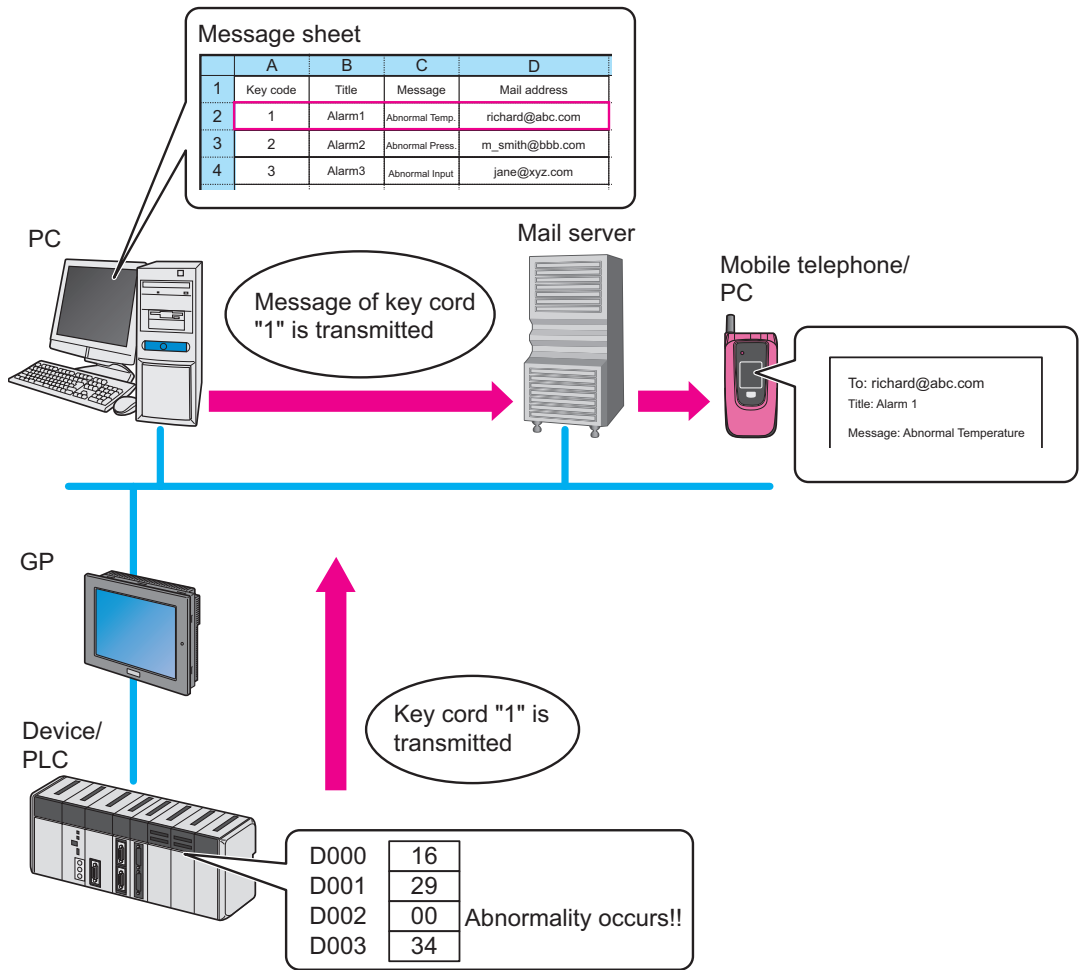 Message sheet
A B C D
1 Key code Title Message Mail address
2 1 Alarm1 Abnormal Temp. richard@abc.com
3 2 Alarm2 Abnormal Press. m_smith@bbb.com
4 3 Alarm3 Abnormal Input jane@xyz.com
PC
Mail server
Mobile telephone/
PC
Message of key cord
"1" is transmitted
To: richard@abc.com
Title: Alarm 1
Message: Abnormal Temperature
GP
Key cord "1" is
transmitted
Device/
PLC
D000 16
D001 29
D002 00 Abnormality occurs!!
D003 34